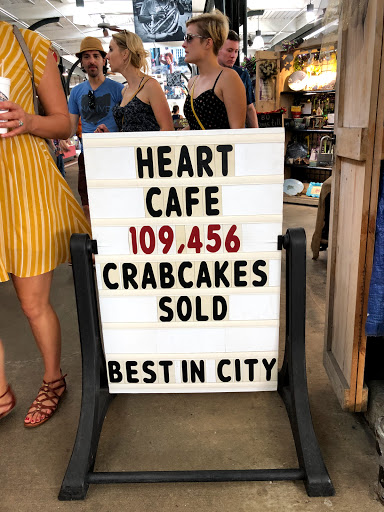 HEART
CAFE
109,456
CRABCAKES
SOLD
BEST IN CITY